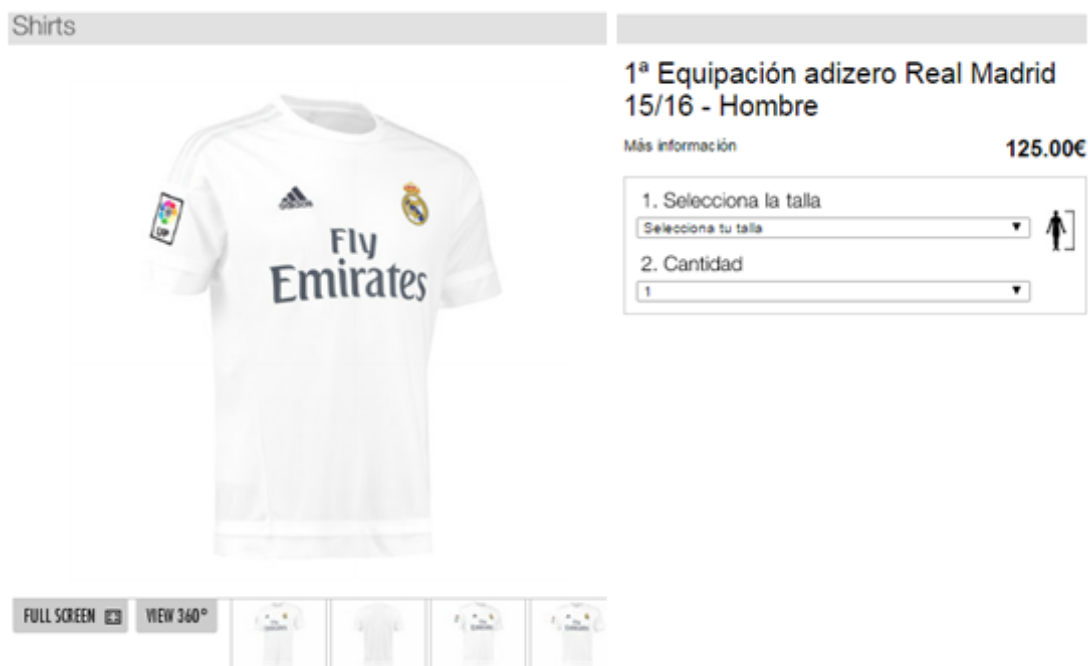 Shirts
1ª Equipación adizero Real Madrid
15/16 - Hombre
Más información
125.00€
1. Selecciona la talla
Selecciona tu talla
2. Cantidad
1
adidas
LFP
Fly
Emirates
FULL SCREEN
VIEW 360°